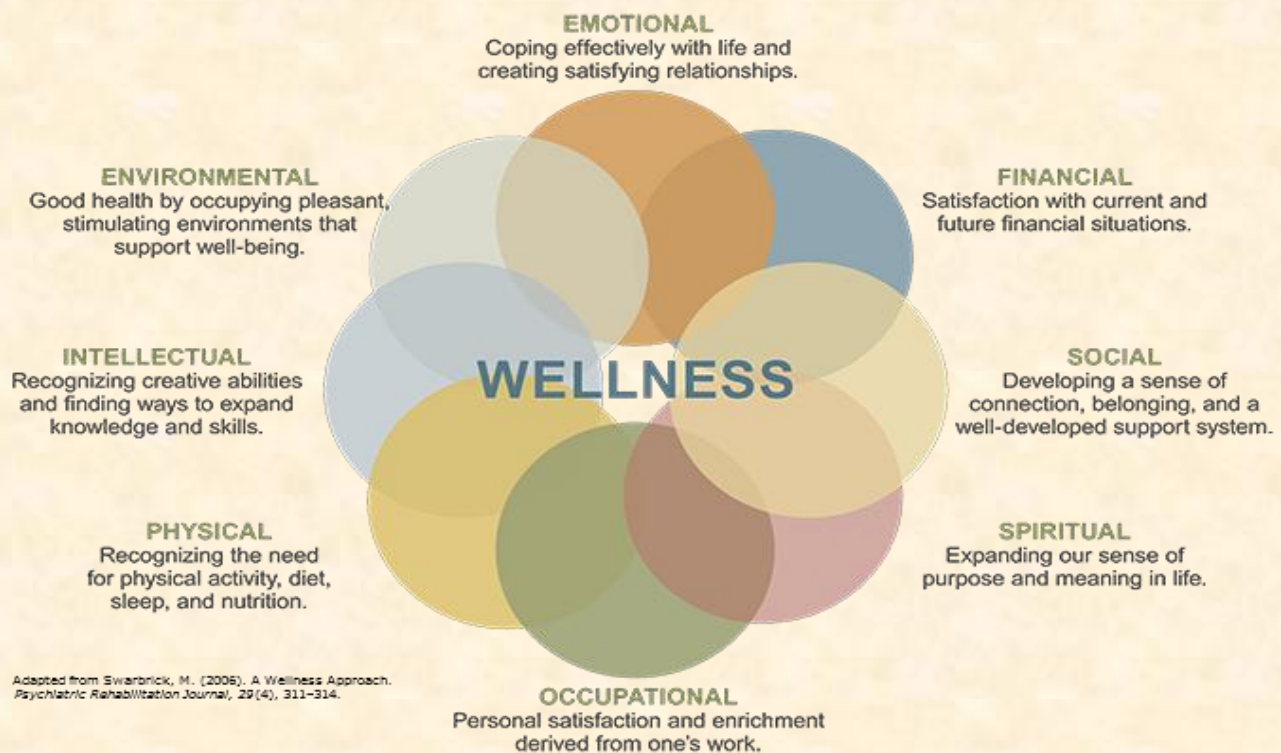 EMOTIONAL
Coping effectively with life and
creating satisfying relationships.
ENVIRONMENTAL
Good health by occupying pleasant,
stimulating environments that
support well-being.
FINANCIAL
Satisfaction with current and
future financial situations.
INTELLECTUAL
Recognizing creative abilities
and finding ways to expand
knowledge and skills.
WELLNESS
SOCIAL
Developing a sense of
connection, belonging, and a
well-developed support system.
PHYSICAL
Recognizing the need
for physical activity, diet,
sleep, and nutrition.
SPIRITUAL
Expanding our sense of
purpose and meaning in life.
OCCUPATIONAL
Personal satisfaction and enrichment
derived from one's work.
Adapted from Swarbrick, M. (2006). A Wellness Approach.
Psychiatric Rehabilitation Journal, 29(4), 311–314.